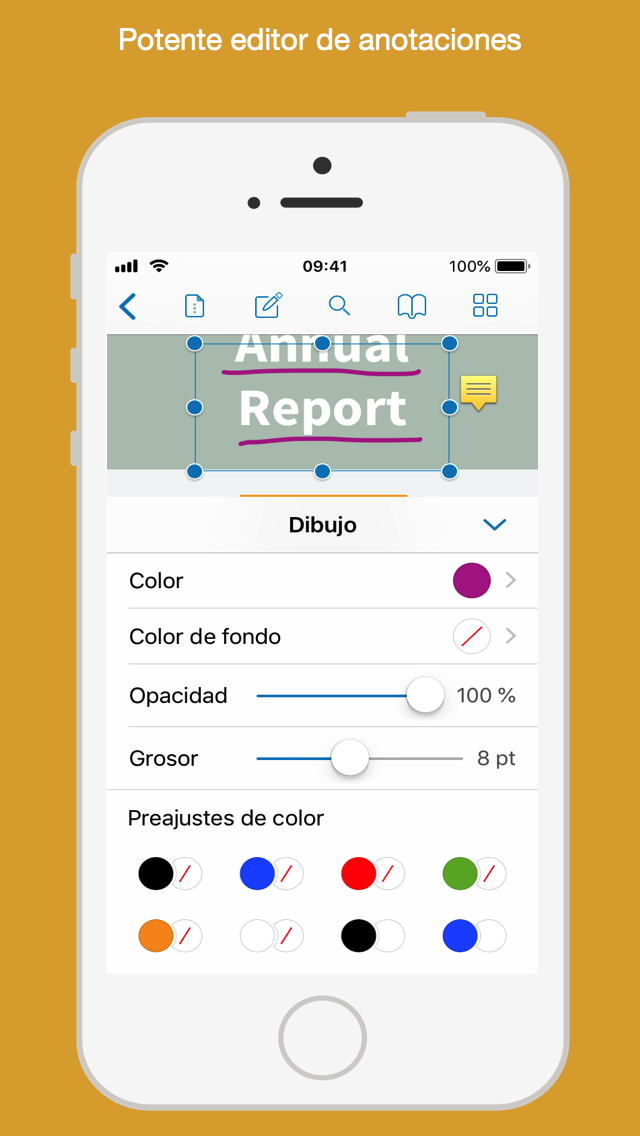 Potente editor de anotaciones
09:41
100%
Annual
Report
Dibujo
Color
Color de fondo
Opacidad 100 %
Grosor 8 pt
Preajustes de color